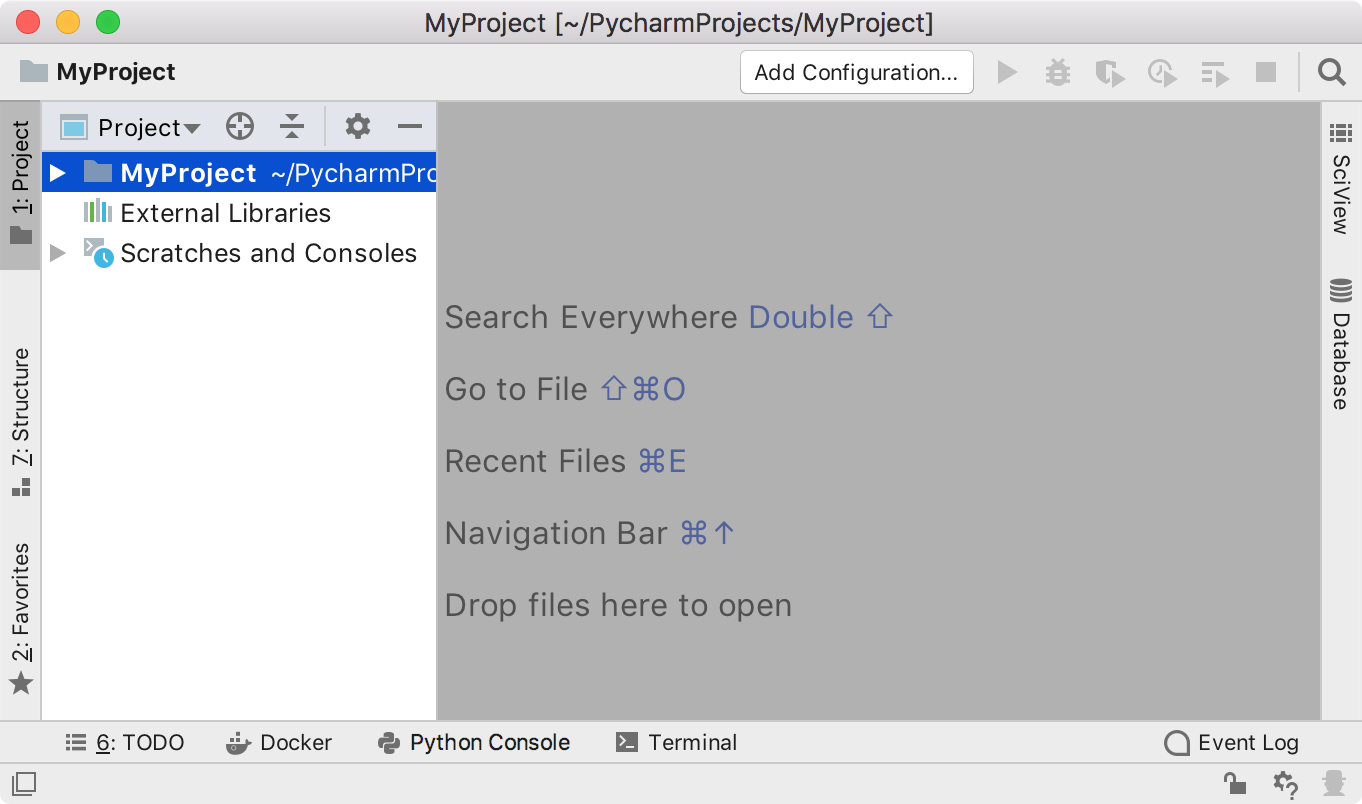 MyProject [~/PycharmProjects/MyProject]
MyProject
Add Configuration...
1: Project
Project
MyProject ~/PycharmPro
External Libraries
Scratches and Consoles
7: Structure
2: Favorites
Search Everywhere Double ⇧
Go to File ⇧⌘O
Recent Files ⌘E
Navigation Bar ⌘↑
Drop files here to open
SciView
Database
6: TODO
Docker
Python Console
Terminal
Event Log